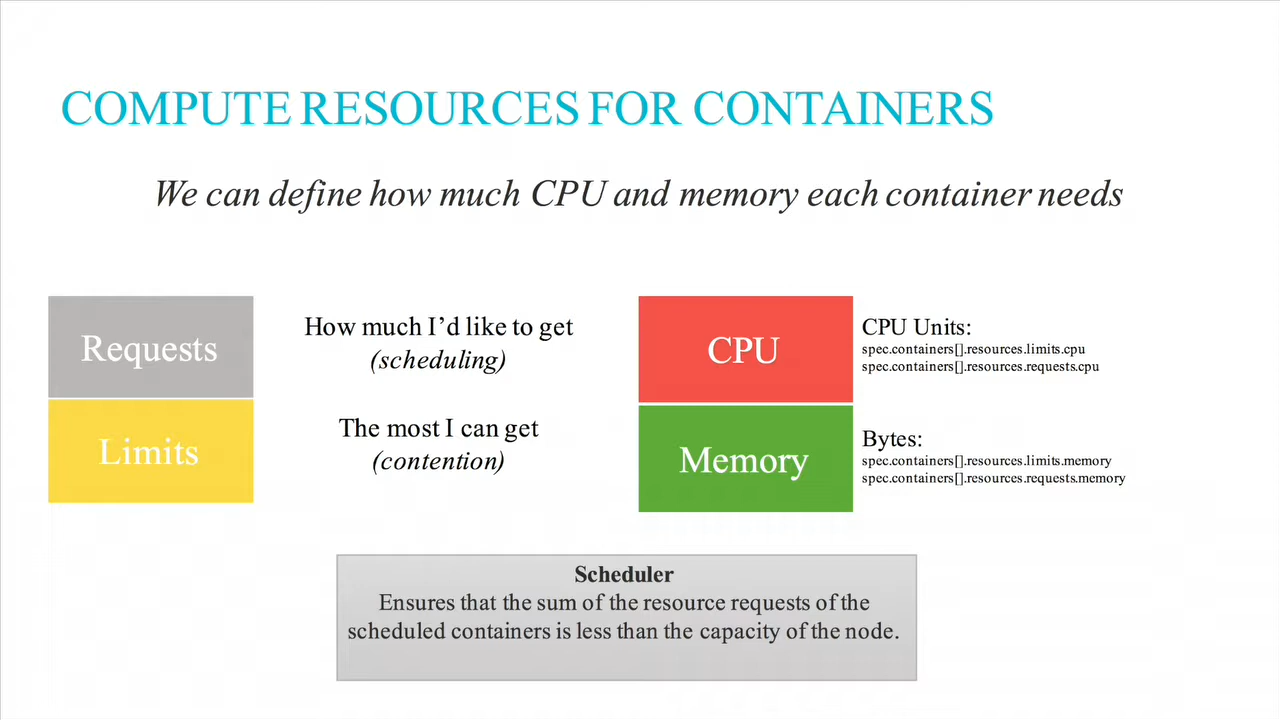 COMPUTE RESOURCES FOR CONTAINERS
We can define how much CPU and memory each container needs
Requests
How much I’d like to get
(scheduling)
Limits
The most I can get
(contention)
CPU
CPU Units:
spec.containers[].resources.limits.cpu
spec.containers[].resources.requests.cpu
Memory
Bytes:
spec.containers[].resources.limits.memory
spec.containers[].resources.requests.memory
Scheduler
Ensures that the sum of the resource requests of the
scheduled containers is less than the capacity of the node.